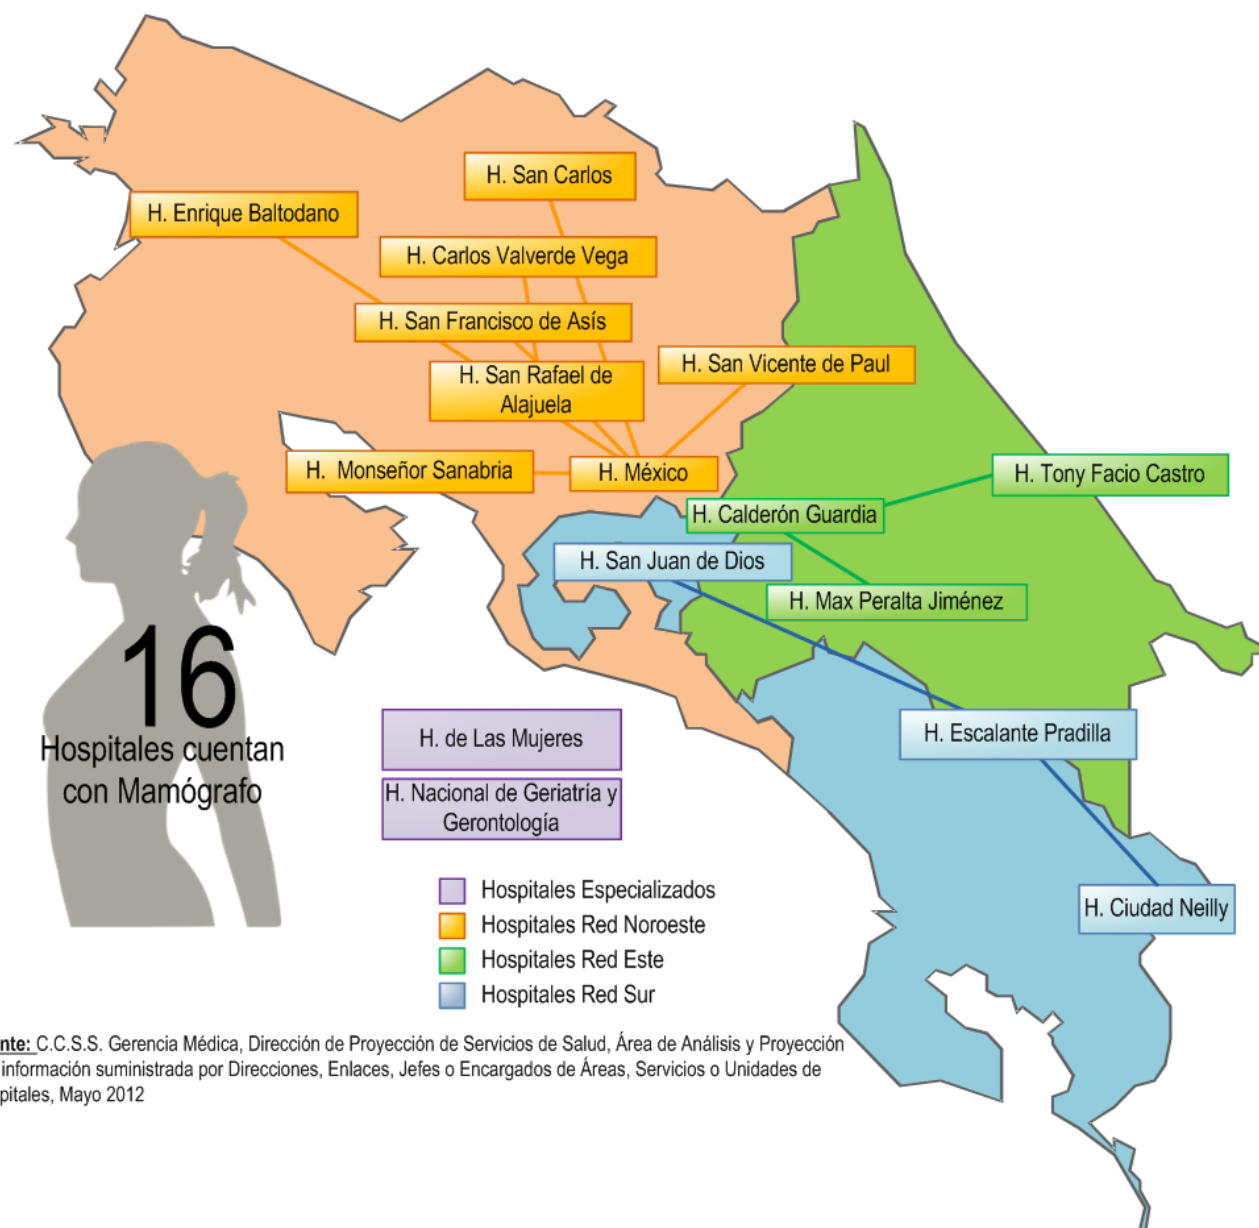 H. San Carlos
H. Enrique Baltodano
H. Carlos Valverde Vega
H. San Francisco de Asís
H. San Rafael de
Alajuela
H. San Vicente de Paul
H. Monseñor Sanabria
H. México
H. Tony Facio Castro
H. Calderón Guardia
H. San Juan de Dios
H. Max Peralta Jiménez
16
Hospitales cuentan
con Mamógrafo
H. de Las Mujeres
H. Nacional de Geriatría y
Gerontología
H. Escalante Pradilla
H. Ciudad Neilly
Hospitales Especializados
Hospitales Red Noroeste
Hospitales Red Este
Hospitales Red Sur
nte: C.C.S.S. Gerencia Médica, Dirección de Proyección de Servicios de Salud, Área de Análisis y Proyección
información suministrada por Direcciones, Enlaces, Jefes o Encargados de Áreas, Servicios o Unidades de
pitales, Mayo 2012